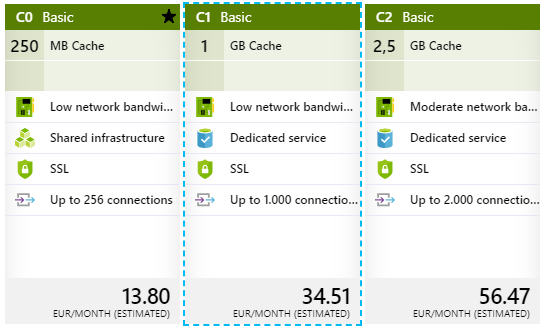 C0 Basic
250 MB Cache
Low network bandwi...
Shared infrastructure
SSL
Up to 256 connections
13.80
EUR/MONTH (ESTIMATED)
C1 Basic
1 GB Cache
Low network bandwi...
Dedicated service
SSL
Up to 1.000 connectio...
34.51
EUR/MONTH (ESTIMATED)
C2 Basic
2,5 GB Cache
Moderate network ba...
Dedicated service
SSL
Up to 2.000 connectio...
56.47
EUR/MONTH (ESTIMATED)